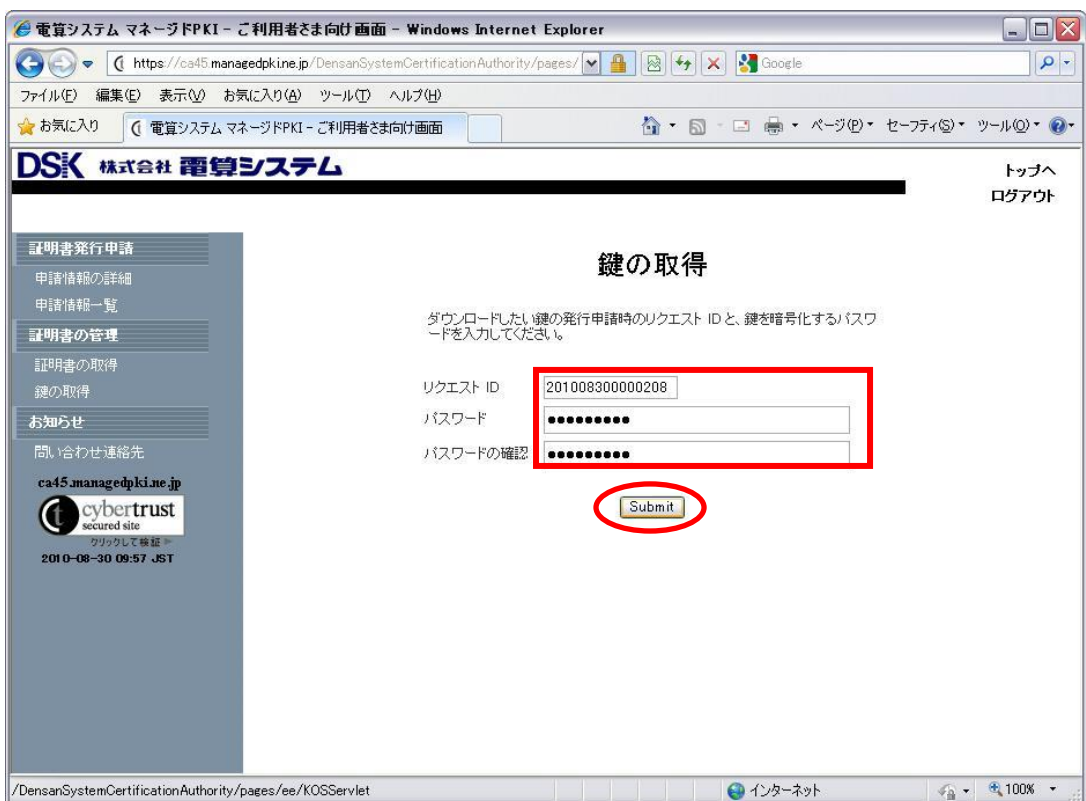 電算システム マネージドPKI - ご利用者さま向け画面 - Windows Internet Explorer
https://ca45.managedpki.ne.jp/DensanSystemCertificationAuthority/pages/
Google
ファイル(F) 編集(E) 表示(V) お気に入り(A) ツール(T) ヘルプ(H)
お気に入り 電算システム マネージドPKI - ご利用者さま向け画面 ページ(P) セーフティ(S) ツール(O)
DSK 株式会社 電算システム
トップへ
ログアウト
証明書発行申請
申請情報の詳細
申請情報一覧
証明書の管理
証明書の取得
鍵の取得
お知らせ
問い合わせ連絡先
ca45.managedpki.ne.jp
cybertrust
secured site
クリックして検証
2010-08-30 09:57 JST
鍵の取得
ダウンロードしたい鍵の発行申請時のリクエスト IDと、鍵を暗号化するパスワ
ードを入力してください。
リクエスト ID 201008300000208
パスワード ●●●●●●●●●
パスワードの確認 ●●●●●●●●●
Submit
/DensanSystemCertificationAuthority/pages/ee/KOSServlet インターネット 100%